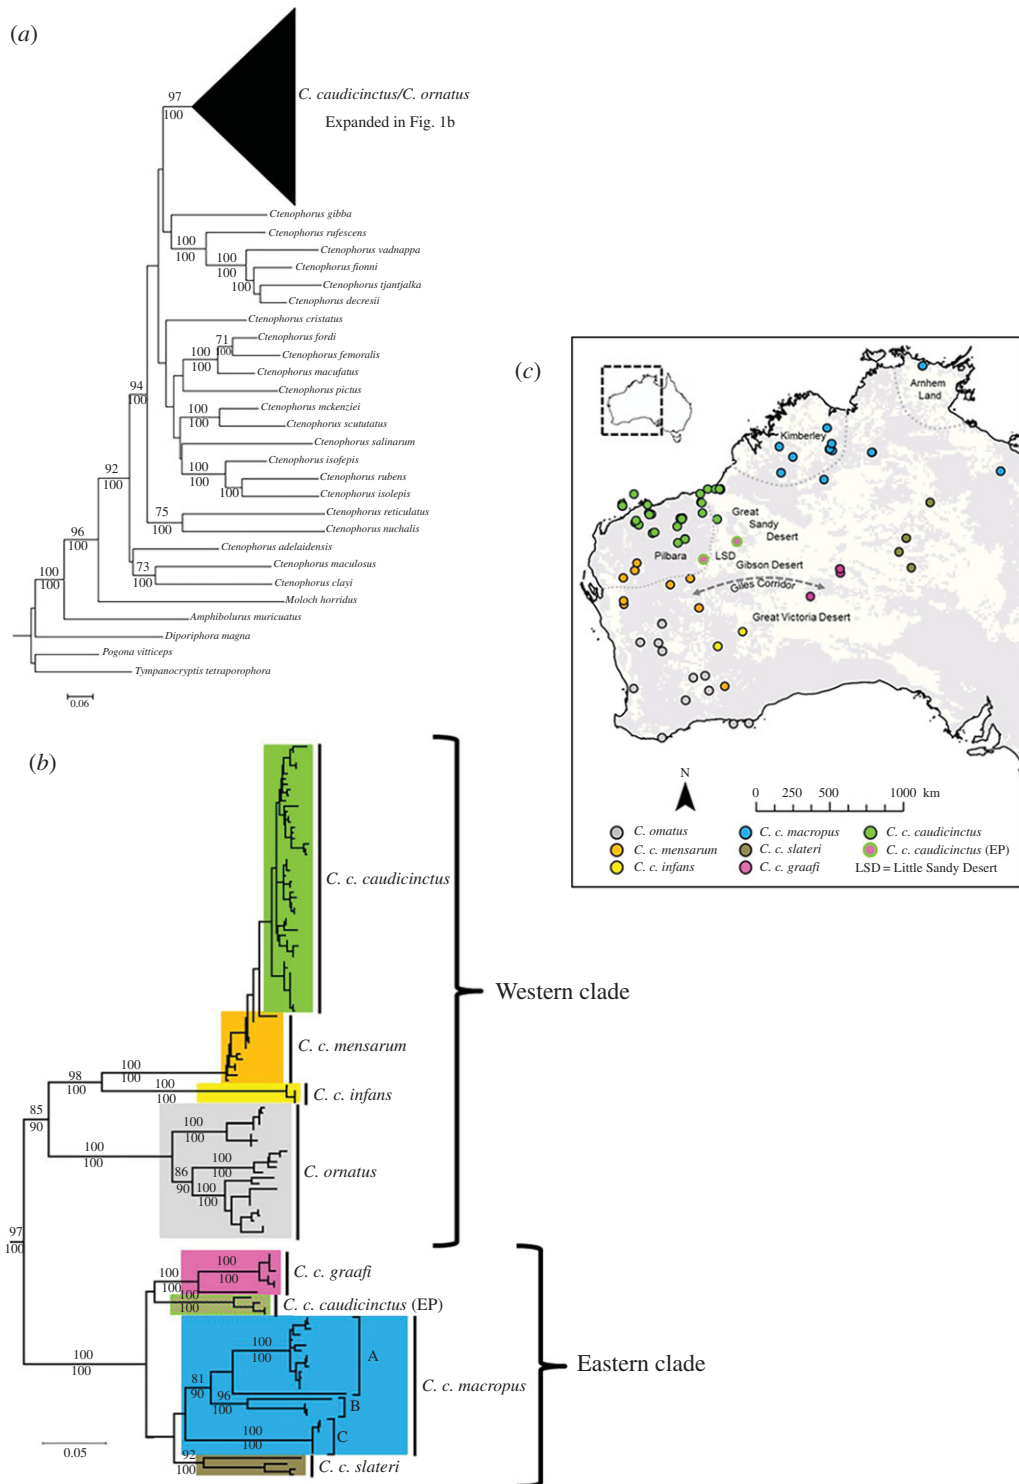 (a)
97
100
C. caudicinctus/C. ornatus
Expanded in Fig. 1b
Ctenophorus gibba
Ctenophorus rufescens
100
100
Ctenophorus vadnappa
100
100
Ctenophorus fionni
100
Ctenophorus tjantjalka
Ctenophorus decresii
Ctenophorus cristatus
Ctenophorus fordi
71
100
Ctenophorus femoralis
100
100
Ctenophorus macufatus
Ctenophorus pictus
94
100
Ctenophorus mckenziei
100
100
Ctenophorus scututatus
Ctenophorus salinarum
Ctenophorus isofepis
100
100
Ctenophorus rubens
100
Ctenophorus isolepis
92
100
Ctenophorus reticulatus
75
100
Ctenophorus nuchalis
96
100
Ctenophorus adelaidensis
Ctenophorus maculosus
73
100
Ctenophorus clayi
100
100
Moloch horridus
Amphibolurus muricuatus
Diporiphora magna
Pogona vitticeps
Tympanocryptis tetraporophora
0.06
(c)
Arnhem
Land
Kimberley
Great
Sandy
Desert
Pilbara
LSD
Gibson Desert
Giles Corridor
Great Victoria Desert
N
0 250 500 1000 km
C. ornatus
C. c. macropus
C. c. caudicinctus
C. c. mensarum
C. c. slateri
C. c. caudicinctus (EP)
C. c. infans
C. c. graafi
LSD = Little Sandy Desert
(b)
C. c. caudicinctus
Western clade
C. c. mensarum
100
100
98
100
100
100
C. c. infans
85
90
100
100
100
100
C. ornatus
86
90
100
100
100
100
97
100
C. c. graafi
100
100
100
100
C. c. caudicinctus (EP)
100
100
A
100
100
Eastern clade
100
100
81
90
C. c. macropus
96
100
B
C
100
100
92
100
C. c. slateri
0.05